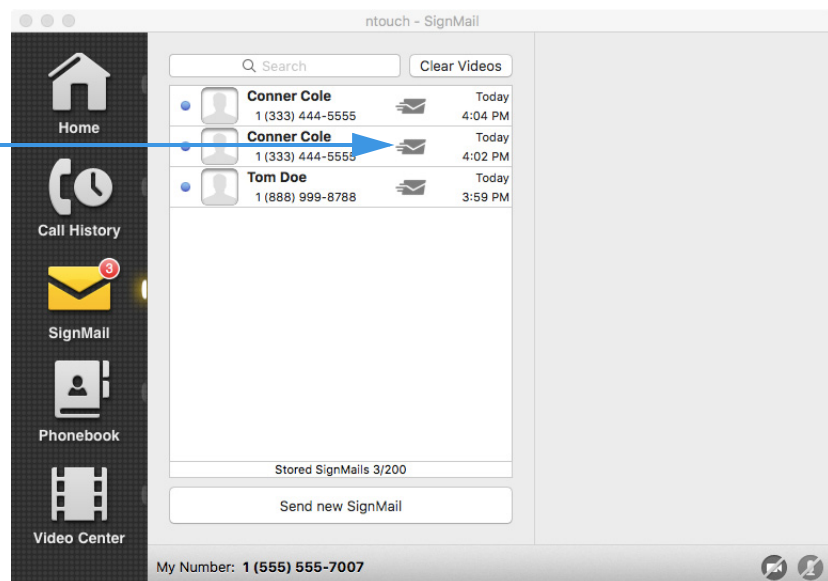 ntouch - SignMail
Search
Clear Videos
Conner Cole
Today
1 (333) 444-5555
4:04 PM
Conner Cole
Today
1 (333) 444-5555
4:02 PM
Tom Doe
Today
1 (888) 999-8788
3:59 PM
Home
Call History
3
SignMail
Phonebook
Video Center
Stored SignMails 3/200
Send new SignMail
My Number: 1 (555) 555-7007